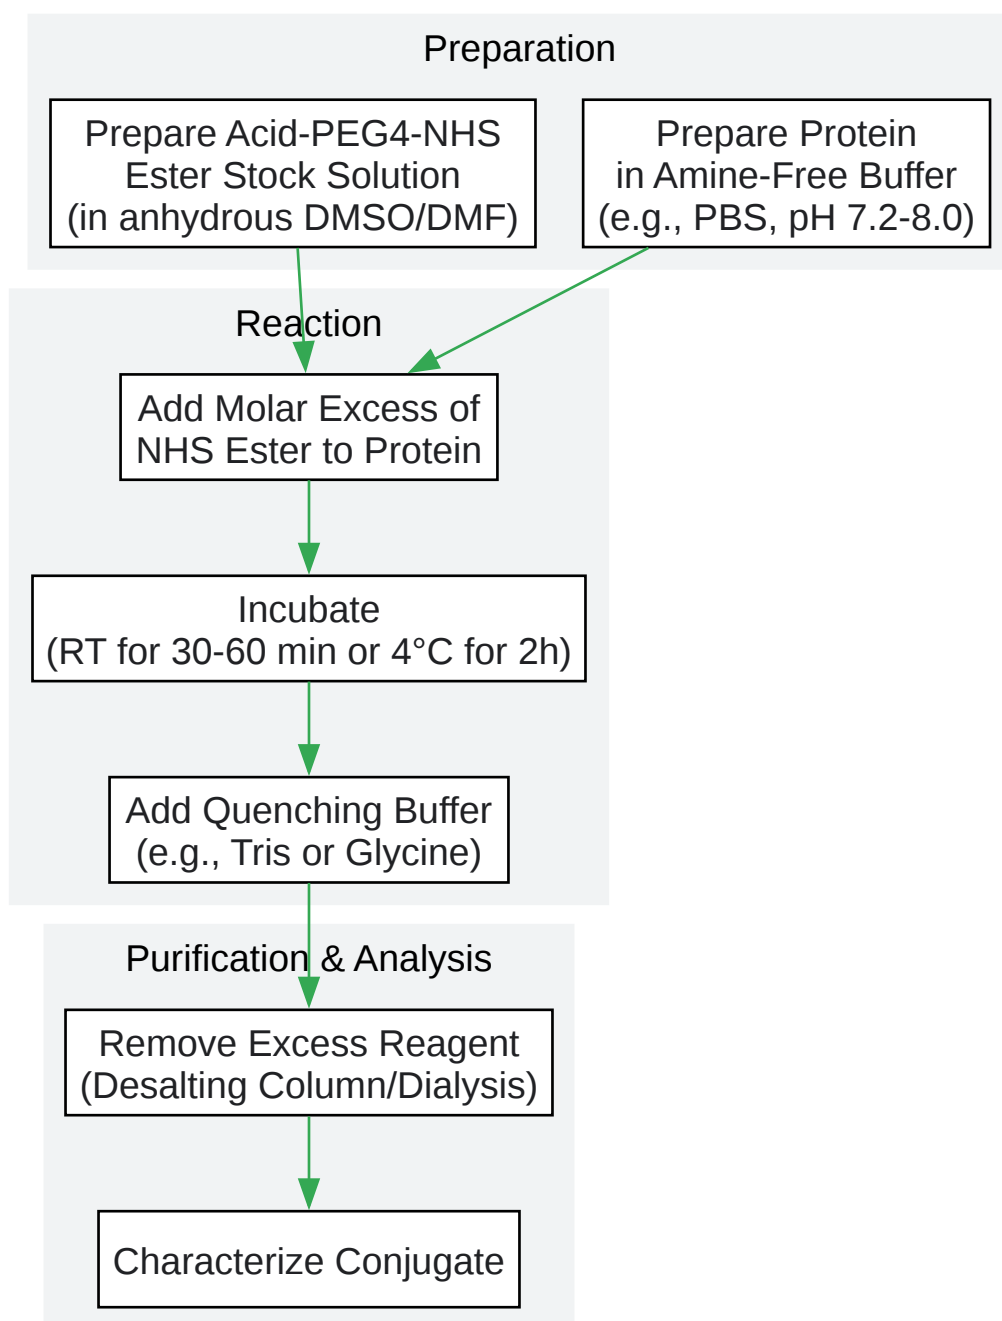 Preparation
Prepare Acid-PEG4-NHS
Ester Stock Solution
(in anhydrous DMSO/DMF)
Prepare Protein
in Amine-Free Buffer
(e.g., PBS, pH 7.2-8.0)
Reaction
Add Molar Excess of
NHS Ester to Protein
Incubate
(RT for 30-60 min or 4°C for 2h)
Add Quenching Buffer
(e.g., Tris or Glycine)
Purification & Analysis
Remove Excess Reagent
(Desalting Column/Dialysis)
Characterize Conjugate